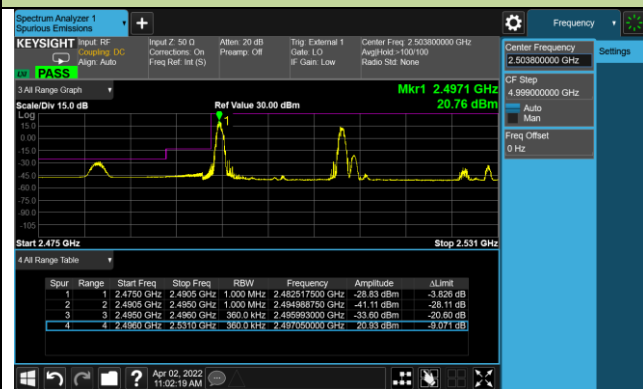 Spectrum Analyzer 1
Spurious Emissions
Frequency
KEYSIGHT Input: RF Input Z: 50 Ω Atten: 20 dB Trig: External 1 Center Freq: 2.503800000 GHz
Coupling: DC Corrections: On Preamp: Off Gate: LO Avg|Hold:>100/100
Align: Auto Freq Ref: Int (S) IF Gain: Low Radio Std: None
PASS
Center Frequency
2.503800000 GHz
Settings
CF Step
4.999000000 GHz
Auto
Man
Freq Offset
0 Hz
3 All Range Graph
Mkr1 2.4971 GHz
Scale/Div 15.0 dB Ref Value 30.00 dBm 20.76 dBm
Log
1
15.0
0.00
-15.0
-30.0
-45.0
-60.0
-75.0
-90.0
-105
Start 2.475 GHz Stop 2.531 GHz
4 All Range Table
Spur Range Start Freq Stop Freq RBW Frequency Amplitude ΔLimit
1 1 2.4750 GHz 2.4905 GHz 1.000 MHz 2.482517500 GHz -28.83 dBm -3.826 dB
2 2 2.4905 GHz 2.4950 GHz 1.000 MHz 2.494988750 GHz -41.11 dBm -28.11 dB
3 3 2.4950 GHz 2.4960 GHz 360.0 kHz 2.495993000 GHz -33.60 dBm -20.60 dB
4 4 2.4960 GHz 2.5310 GHz 360.0 kHz 2.497050000 GHz 20.93 dBm -9.071 dB
Apr 02, 2022
11:02:19 AM